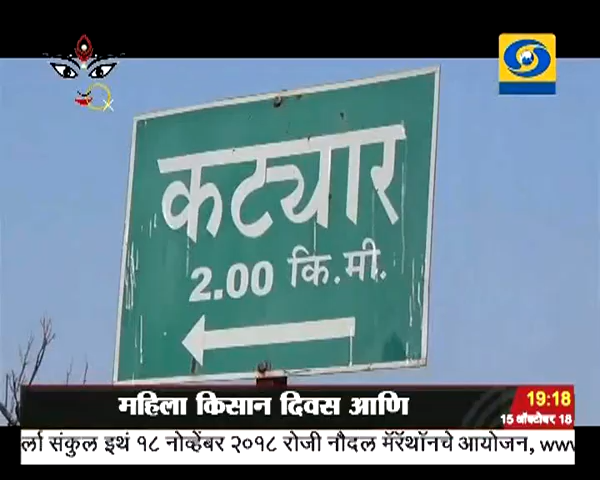 कट्यार
2.00 कि.मी.
महिला किसान दिवस आणि
19:18
15 ऑक्टोबर 18
र्ला संकुल इथं १८ नोव्हेंबर २०१८ रोजी नौदल मॅरॅथॉनचे आयोजन, www